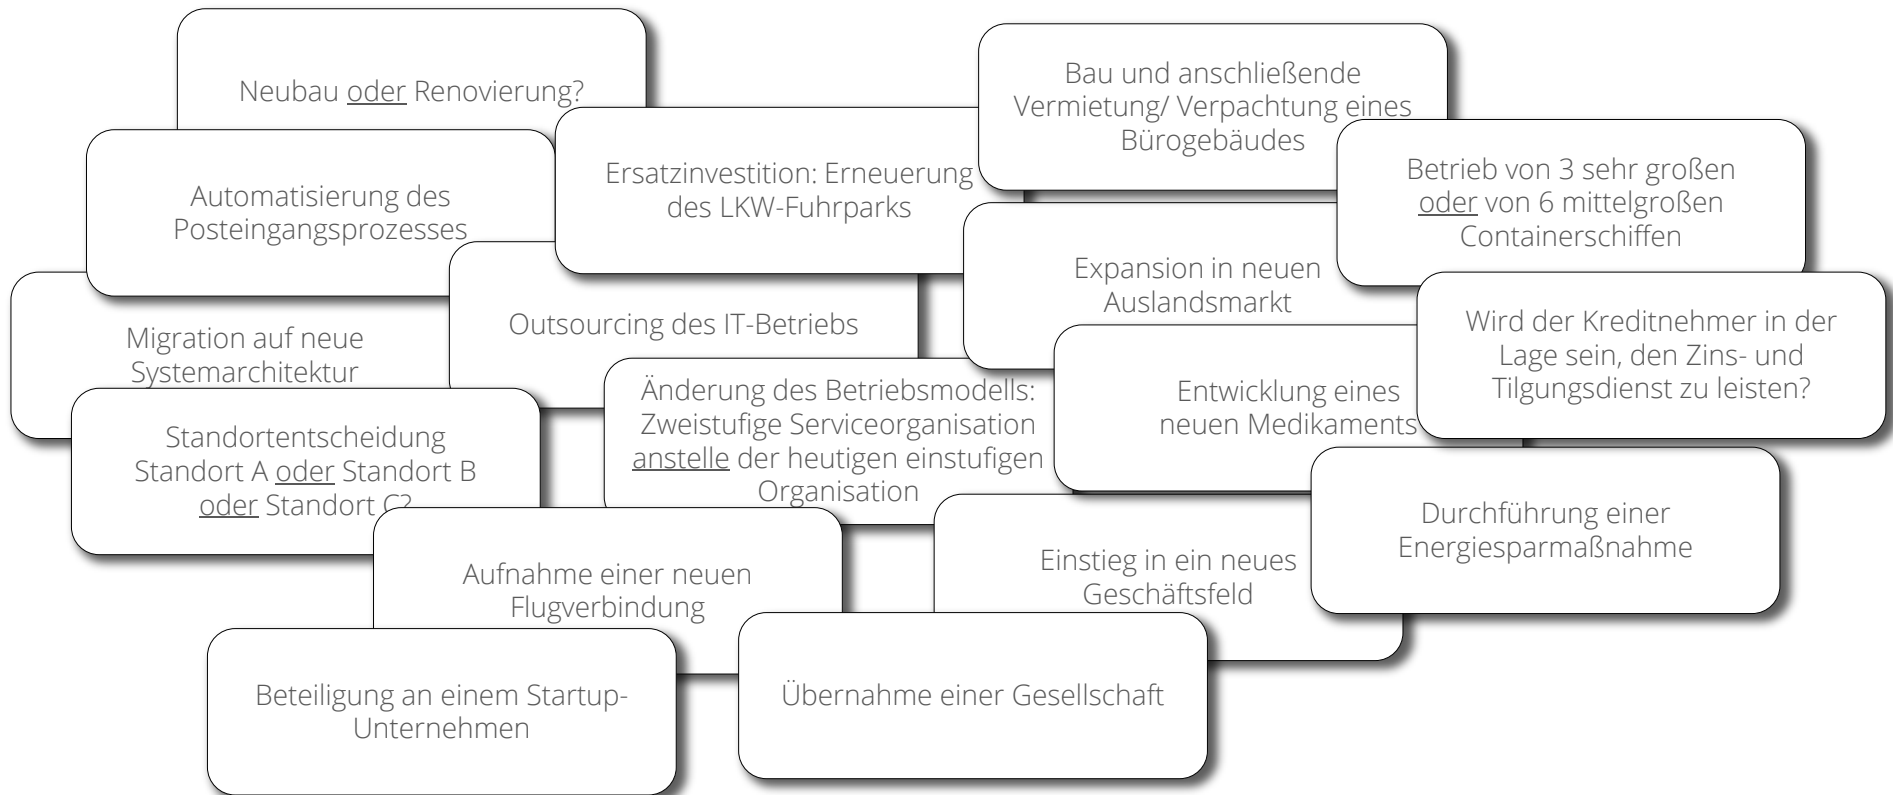 Neubau oder Renovierung?
Bau und anschließende
Vermietung/ Verpachtung eines
Bürogebäudes
Automatisierung des
Posteingangsprozesses
Ersatzinvestition: Erneuerung
des LKW-Fuhrparks
Betrieb von 3 sehr großen
oder von 6 mittelgroßen
Containerschiffen
Migration auf neue
Systemarchitektur
Outsourcing des IT-Betriebs
Expansion in neuen
Auslandsmarkt
Wird der Kreditnehmer in der
Lage sein, den Zins- und
Tilgungsdienst zu leisten?
Standortentscheidung
Standort A oder Standort B
oder Standort C?
Änderung des Betriebsmodells:
Zweistufige Serviceorganisation
anstelle der heutigen einstufigen
Organisation
Entwicklung eines
neuen Medikaments
Durchführung einer
Energiesparmaßnahme
Aufnahme einer neuen
Flugverbindung
Einstieg in ein neues
Geschäftsfeld
Beteiligung an einem Startup-
Unternehmen
Übernahme einer Gesellschaft